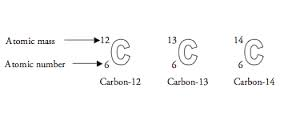 Atomic mass 12 C 13 C 14 C
Atomic number 6 6 6
Carbon-12 Carbon-13 Carbon-14